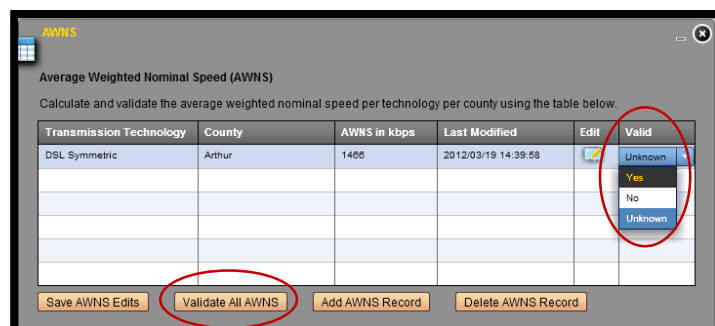 AWNS
Average Weighted Nominal Speed (AWNS)
Calculate and validate the average weighted nominal speed per technology per county using the table below.
Transmission Technology County AWNS in kbps Last Modified Edit Valid
DSL Symmetric Arthur 1466 2012/03/19 14:39:58 Unknown
Yes
No
Unknown
Save AWNS Edits Validate All AWNS Add AWNS Record Delete AWNS Record